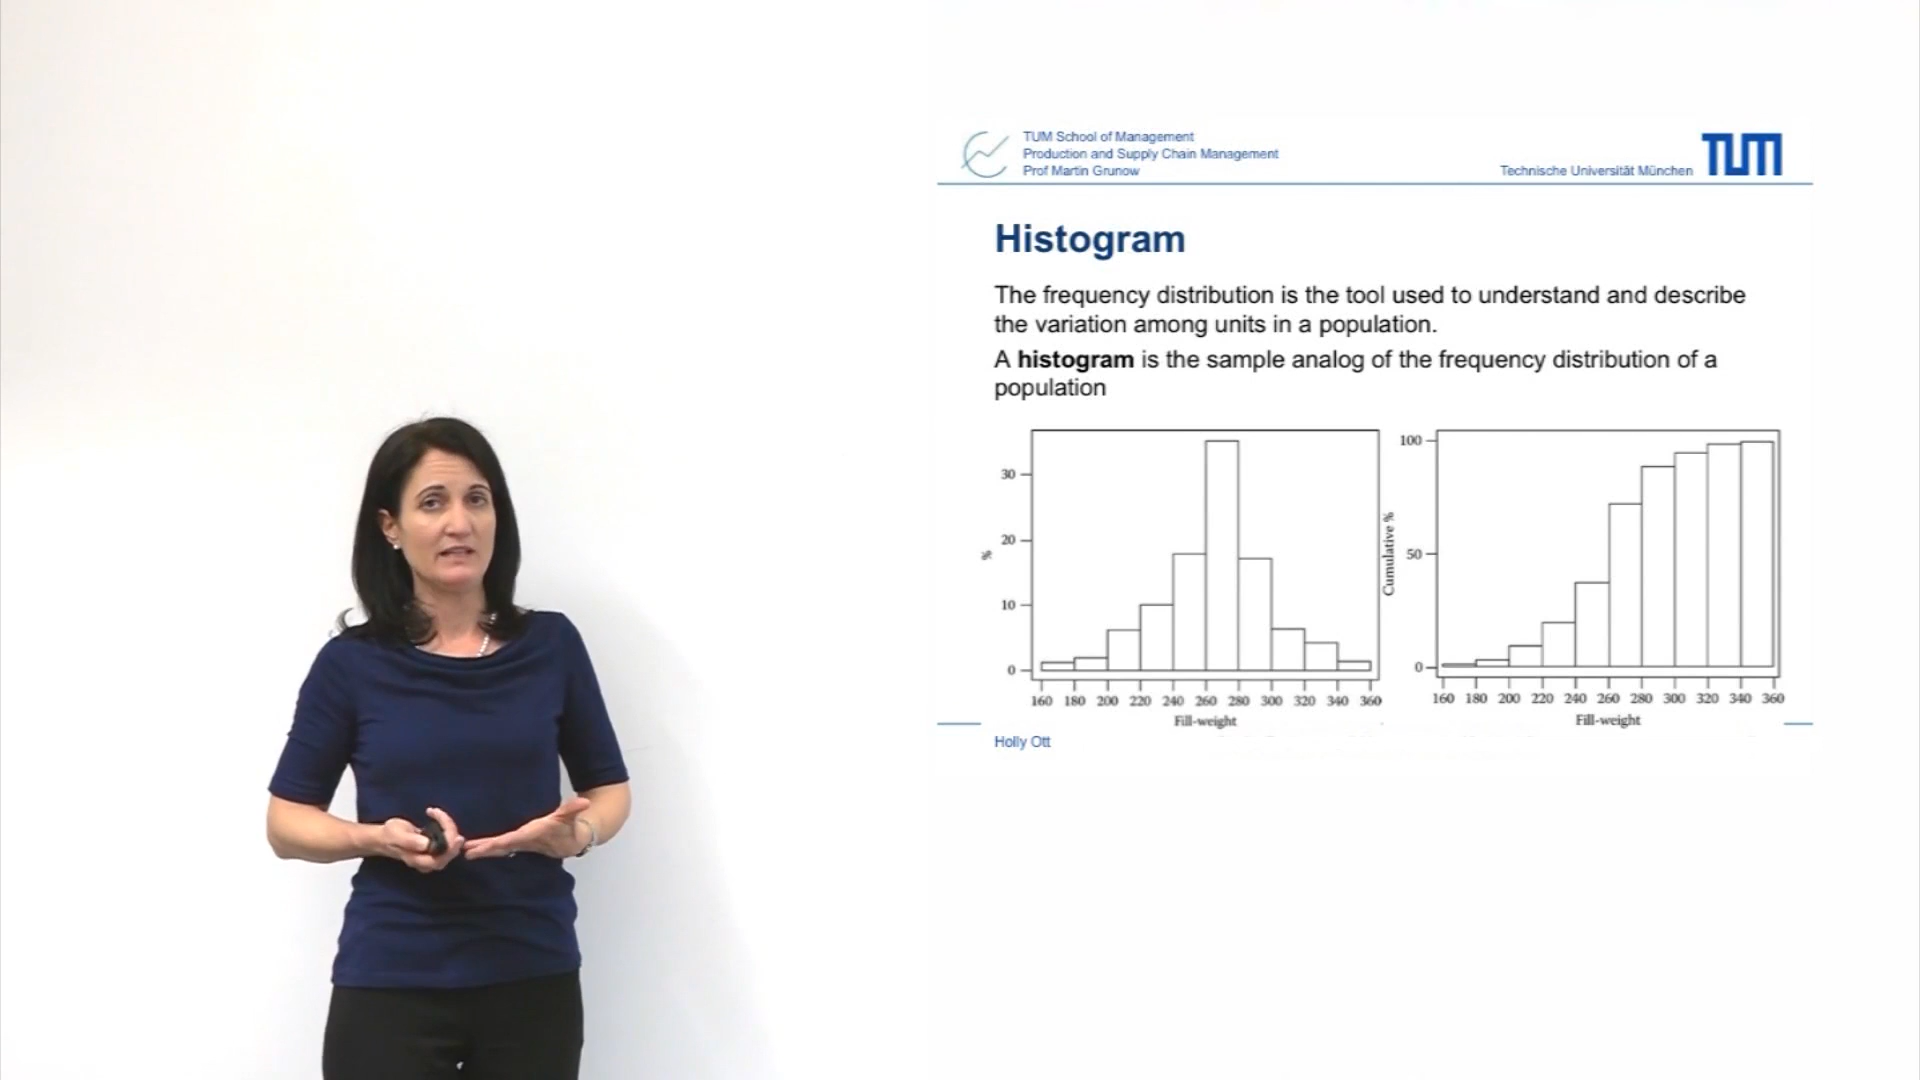 TUM School of Management
Production and Supply Chain Management
Prof Martin Grunow
Technische Universität München
TUM
Histogram
The frequency distribution is the tool used to understand and describe
the variation among units in a population.
A histogram is the sample analog of the frequency distribution of a
population
30
20
10
0
%
160 180 200 220 240 260 280 300 320 340 360
Fill-weight
100
50
0
Cumulative %
160 180 200 220 240 260 280 300 320 340 360
Fill-weight
Holly Ott